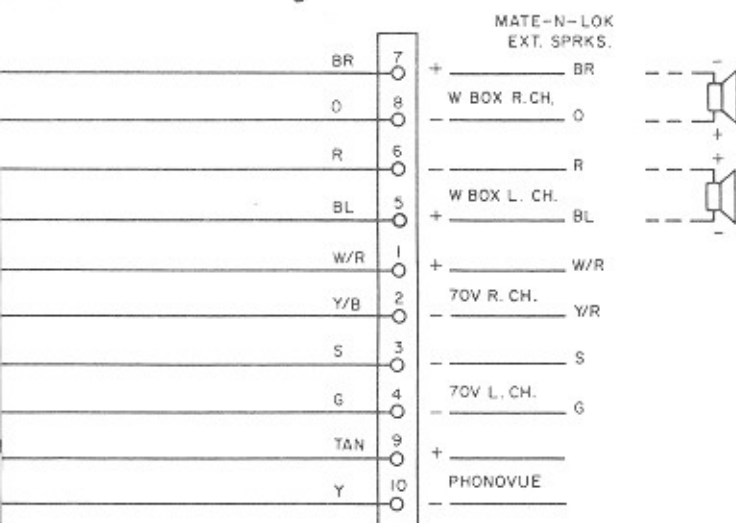 MATE-N-LOK
EXT. SPRKS.
BR 7 + BR -
W BOX R.CH,
O 8 - O +
R 6 - R +
W BOX L. CH.
BL 5 + BL -
W/R 1 + W/R
70V R. CH.
Y/B 2 - Y/R
S 3 - S
70V L. CH.
G 4 - G
TAN 9 +
PHONOVUE
Y 10 -